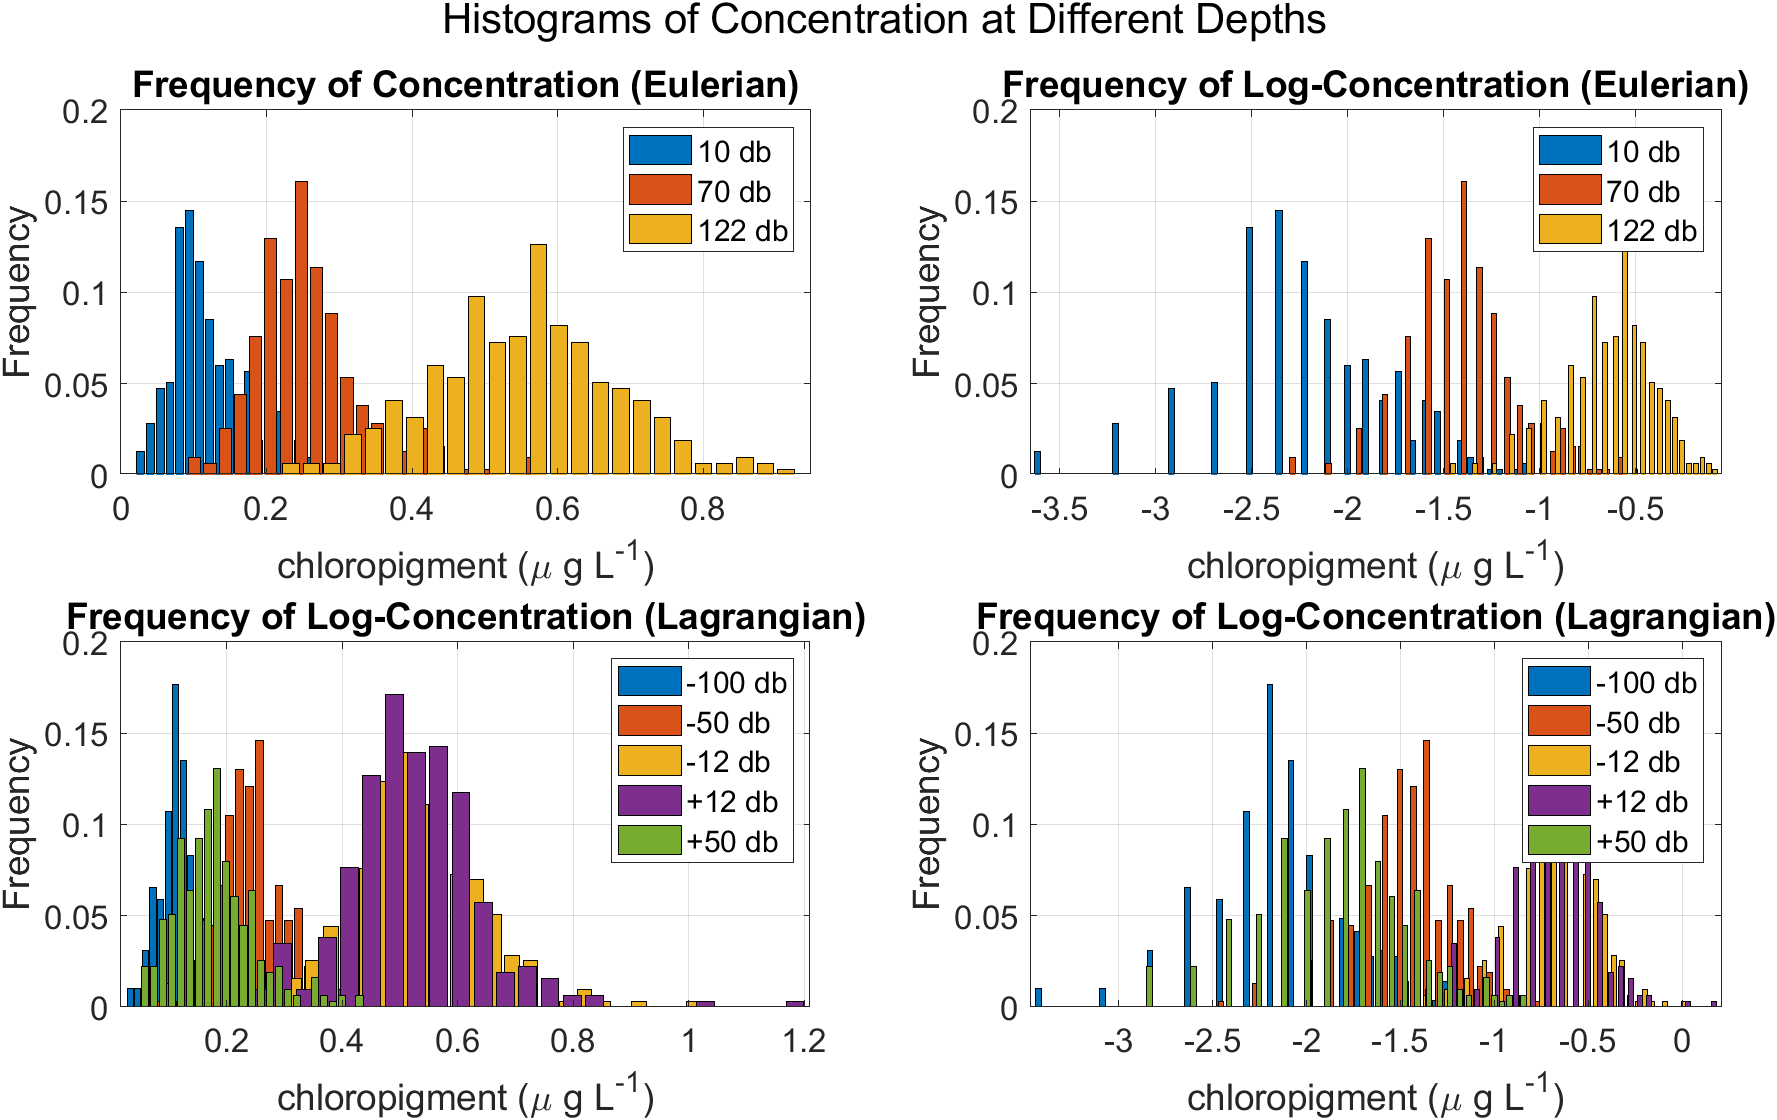 Histograms of Concentration at Different Depths
Frequency of Concentration (Eulerian)
0.2
0.15
0.1
0.05
0
Frequency
10 db
70 db
122 db
0 0.2 0.4 0.6 0.8
chloropigment (μ g L⁻¹)
Frequency of Log-Concentration (Eulerian)
0.2
0.15
0.1
0.05
0
Frequency
10 db
70 db
122 db
-3.5 -3 -2.5 -2 -1.5 -1 -0.5
chloropigment (μ g L⁻¹)
Frequency of Log-Concentration (Lagrangian)
0.2
0.15
0.1
0.05
0
Frequency
-100 db
-50 db
-12 db
+12 db
+50 db
0.2 0.4 0.6 0.8 1 1.2
chloropigment (μ g L⁻¹)
Frequency of Log-Concentration (Lagrangian)
0.2
0.15
0.1
0.05
0
Frequency
-100 db
-50 db
-12 db
+12 db
+50 db
-3 -2.5 -2 -1.5 -1 -0.5 0
chloropigment (μ g L⁻¹)